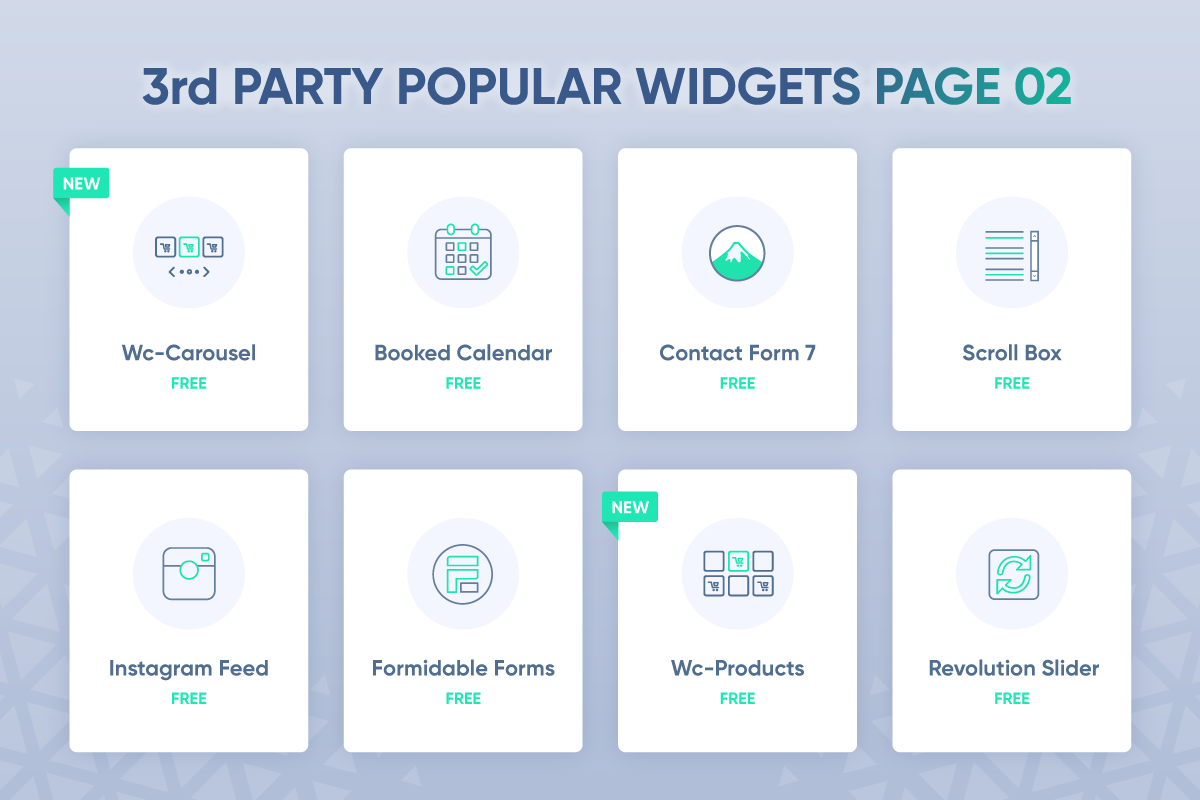 3rd PARTY POPULAR WIDGETS PAGE 02
NEW
Wc-Carousel
FREE
Booked Calendar
FREE
Contact Form 7
FREE
Scroll Box
FREE
Instagram Feed
FREE
Formidable Forms
FREE
NEW
Wc-Products
FREE
Revolution Slider
FREE